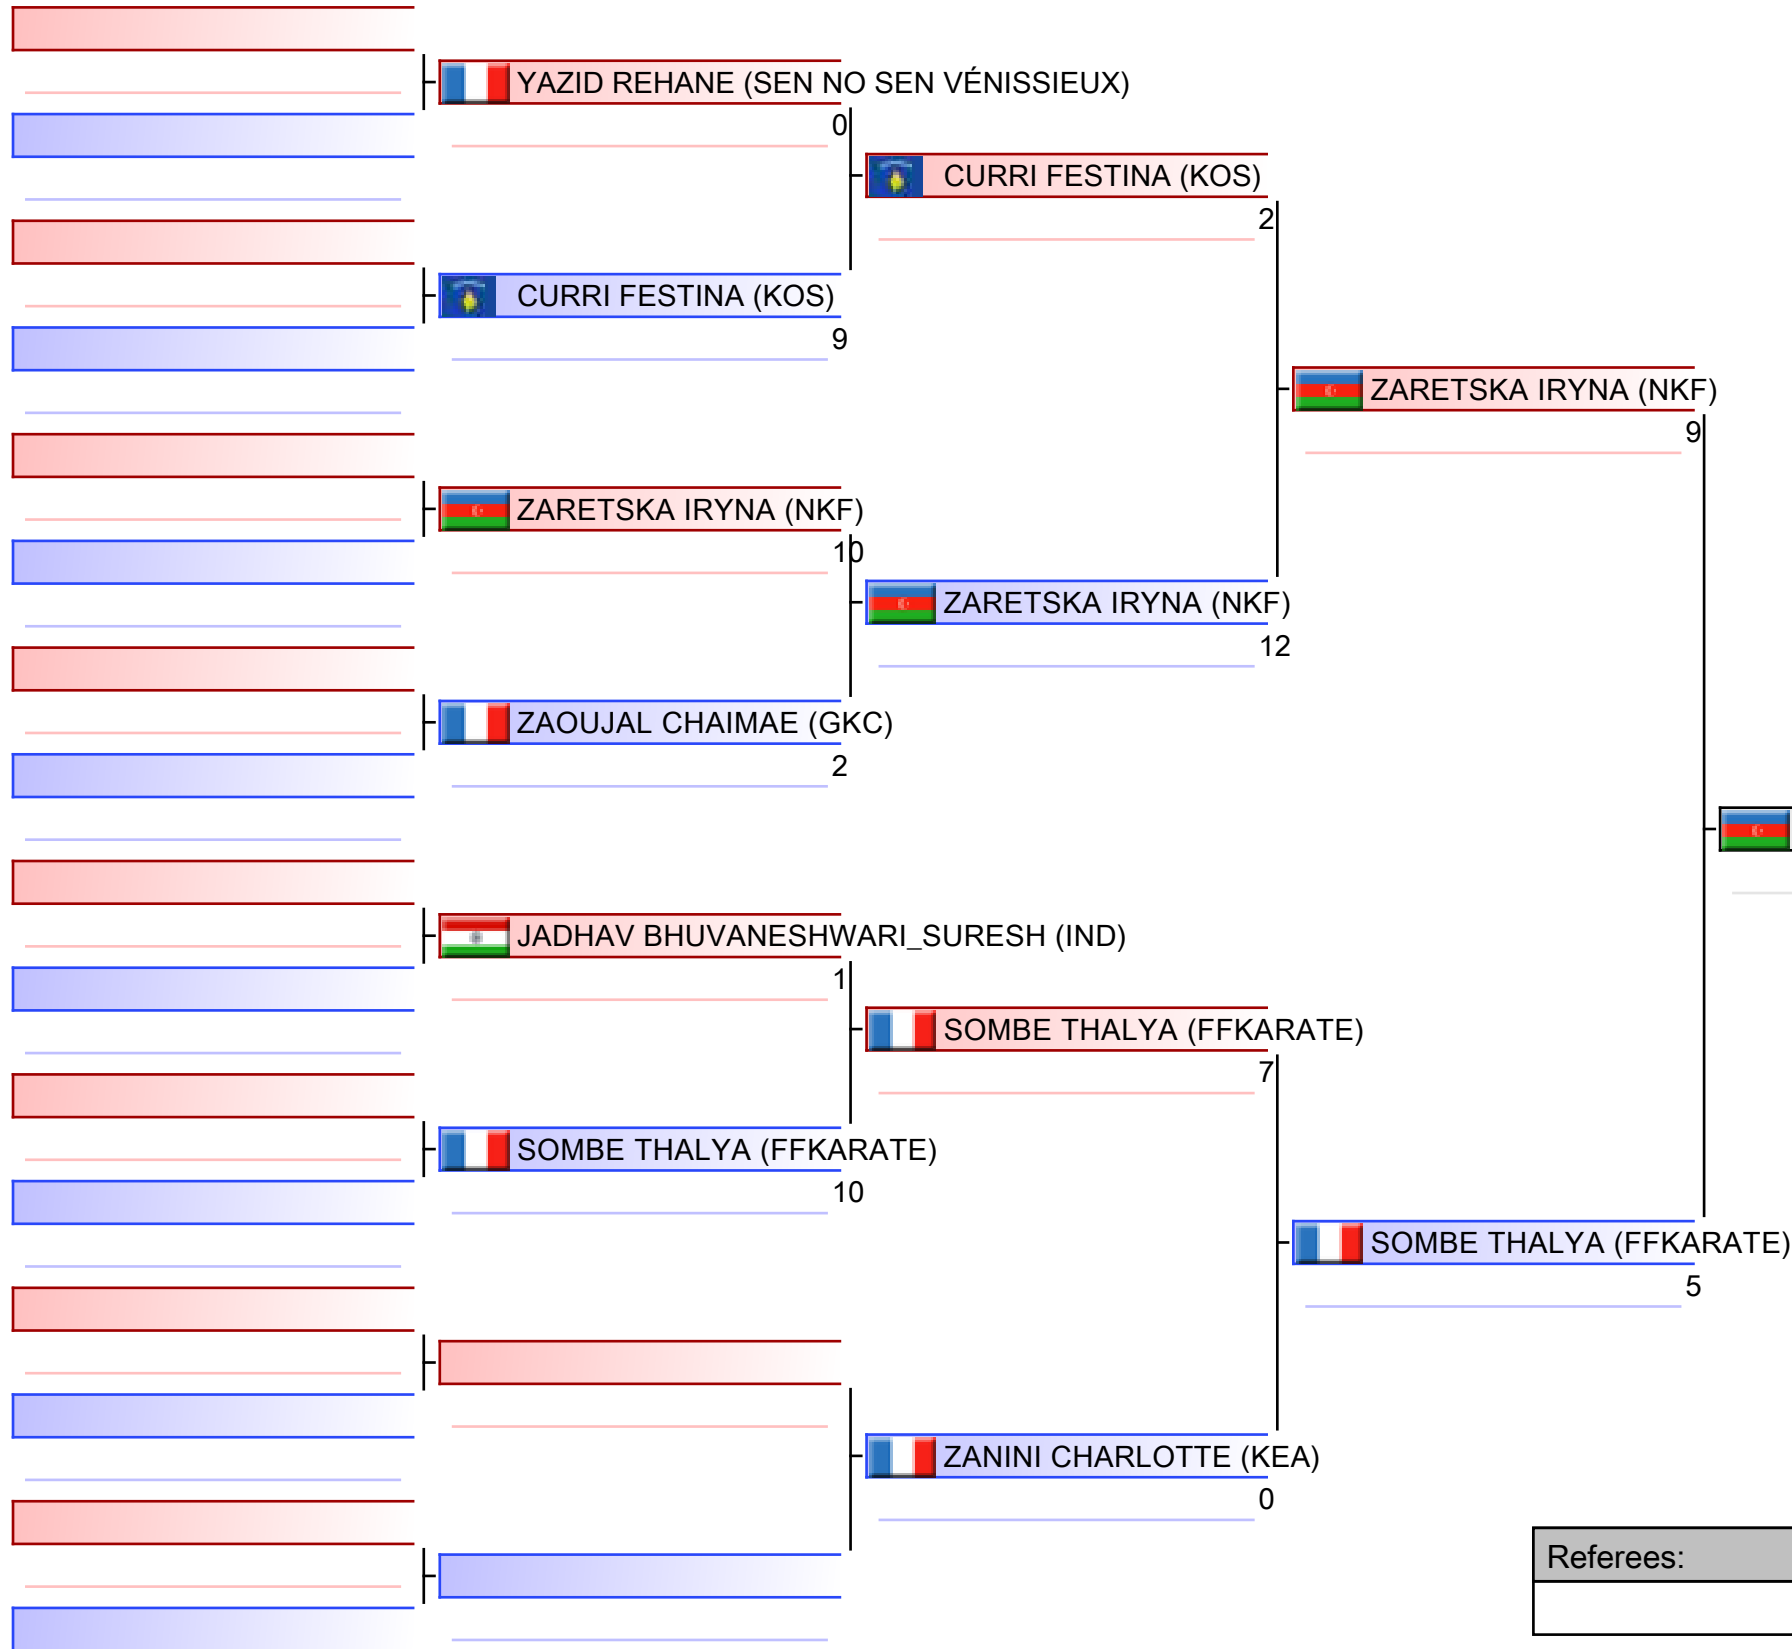 YAZID REHANE (SEN NO SEN VÉNISSIEUX)
0
CURRI FESTINA (KOS)
2
CURRI FESTINA (KOS)
9
ZARETSKA IRYNA (NKF)
9
ZARETSKA IRYNA (NKF)
10
ZARETSKA IRYNA (NKF)
12
ZAOUJAL CHAIMAE (GKC)
2
JADHAV BHUVANESHWARI_SURESH (IND)
1
SOMBE THALYA (FFKARATE)
7
SOMBE THALYA (FFKARATE)
10
SOMBE THALYA (FFKARATE)
5
ZANINI CHARLOTTE (KEA)
0
Referees: